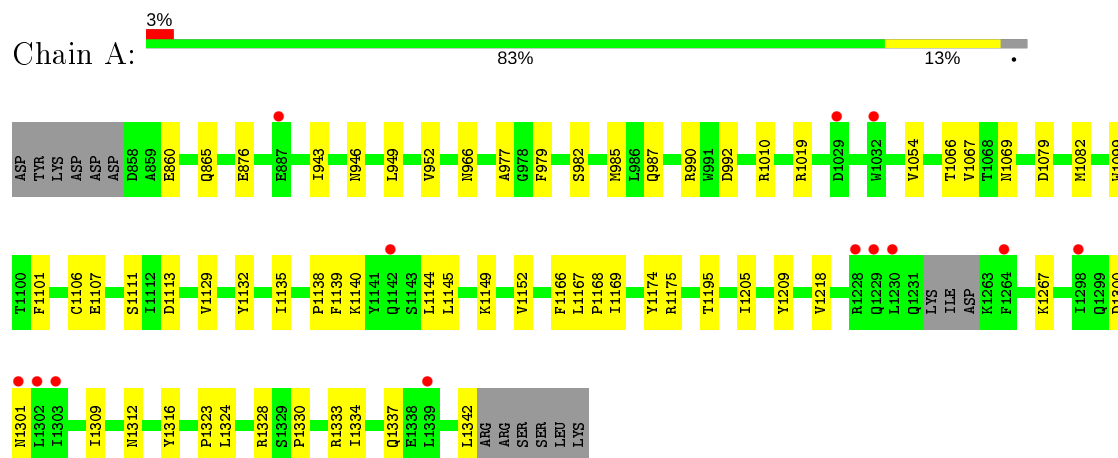 3%
Chain A:
83% 13% •
ASP TYR LYS ASP ASP ASP D858 A859 E860 Q865 E876 E887 I943 N946 L949 V952 N966 A977 G978 F979 S982 M985 L986 Q987 R990 W991 D992 R1010 R1019 D1029 W1032 V1054 T1066 V1067 T1068 N1069 D1079 M1082 W1099
T1100 F1101 C1106 E1107 S1111 I1112 D1113 V1129 Y1132 I1135 P1138 F1139 K1140 Y1141 Q1142 S1143 L1144 L1145 K1149 V1152 F1166 L1167 P1168 I1169 Y1174 R1175 T1195 I1205 Y1209 V1218 R1228 Q1229 L1230 Q1231 LYS ILE ASP K1263 F1264 K1267 I1298 Q1299 D1300
N1301 L1302 I1303 I1309 N1312 Y1316 P1323 L1324 R1328 S1329 P1330 R1333 I1334 Q1337 E1338 L1339 L1342 ARG ARG SER SER LEU LYS